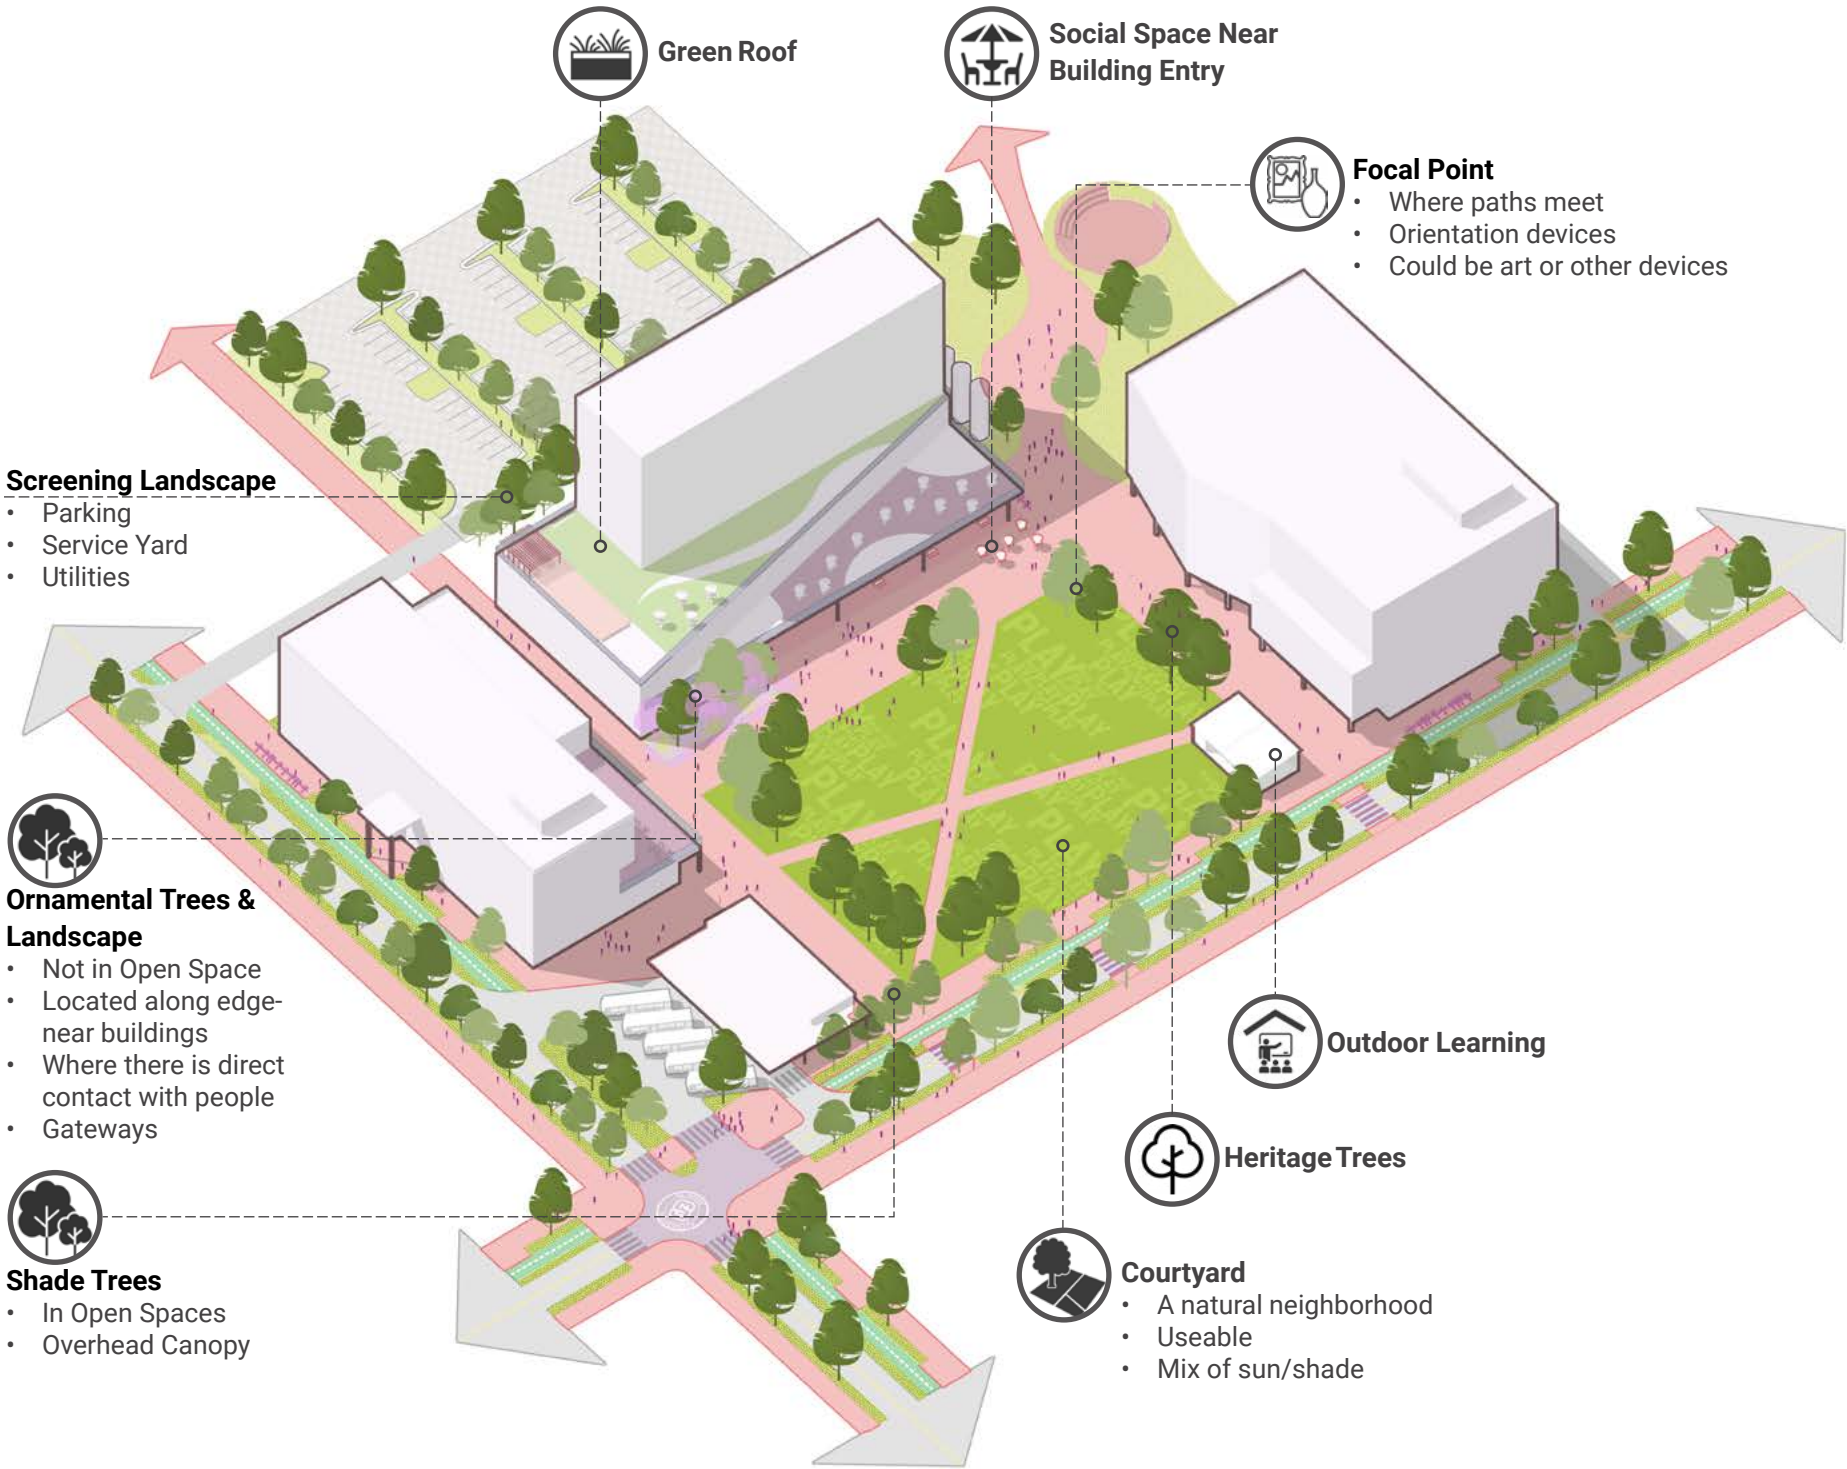 Green Roof
Social Space Near
Building Entry
Focal Point
• Where paths meet
• Orientation devices
• Could be art or other devices
Screening Landscape
• Parking
• Service Yard
• Utilities
Ornamental Trees &
Landscape
• Not in Open Space
• Located along edge-
near buildings
• Where there is direct
contact with people
• Gateways
Shade Trees
• In Open Spaces
• Overhead Canopy
Outdoor Learning
Heritage Trees
Courtyard
• A natural neighborhood
• Useable
• Mix of sun/shade
PLAY
PLAY
PLAY